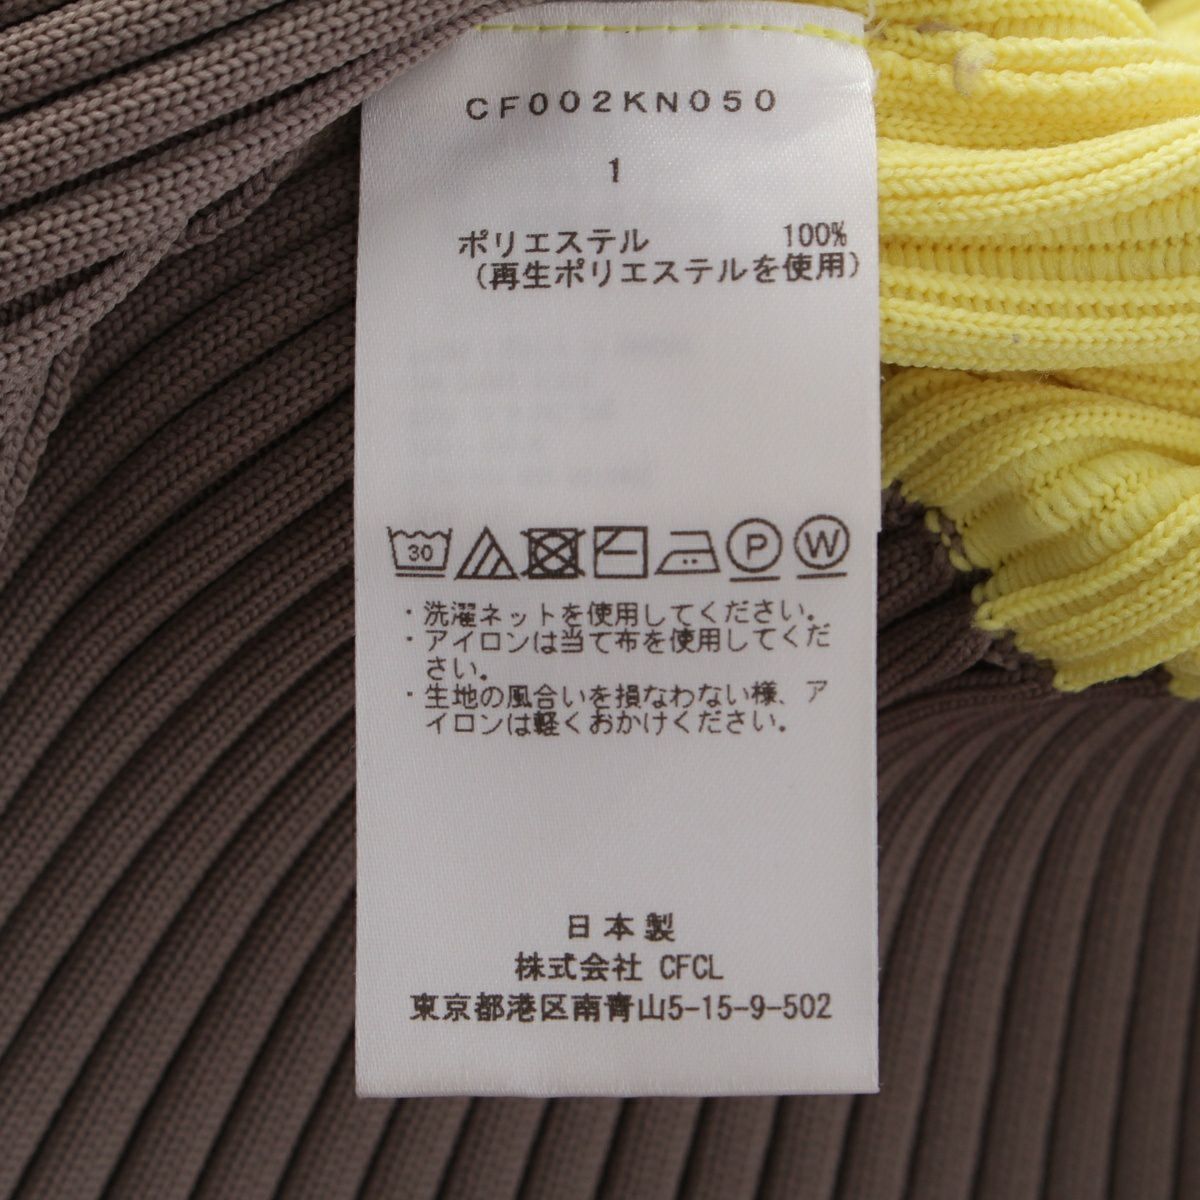 CF002KN050
1
ポリエステル 100%
(再生ポリエステルを使用)
30 P W
・洗濯ネットを使用してください。
・アイロンは当て布を使用してくだ
さい。
・生地の風合いを損なわない様、ア
イロンは軽くおかけください。
日本製
株式会社 CFCL
東京都港区南青山5-15-9-502